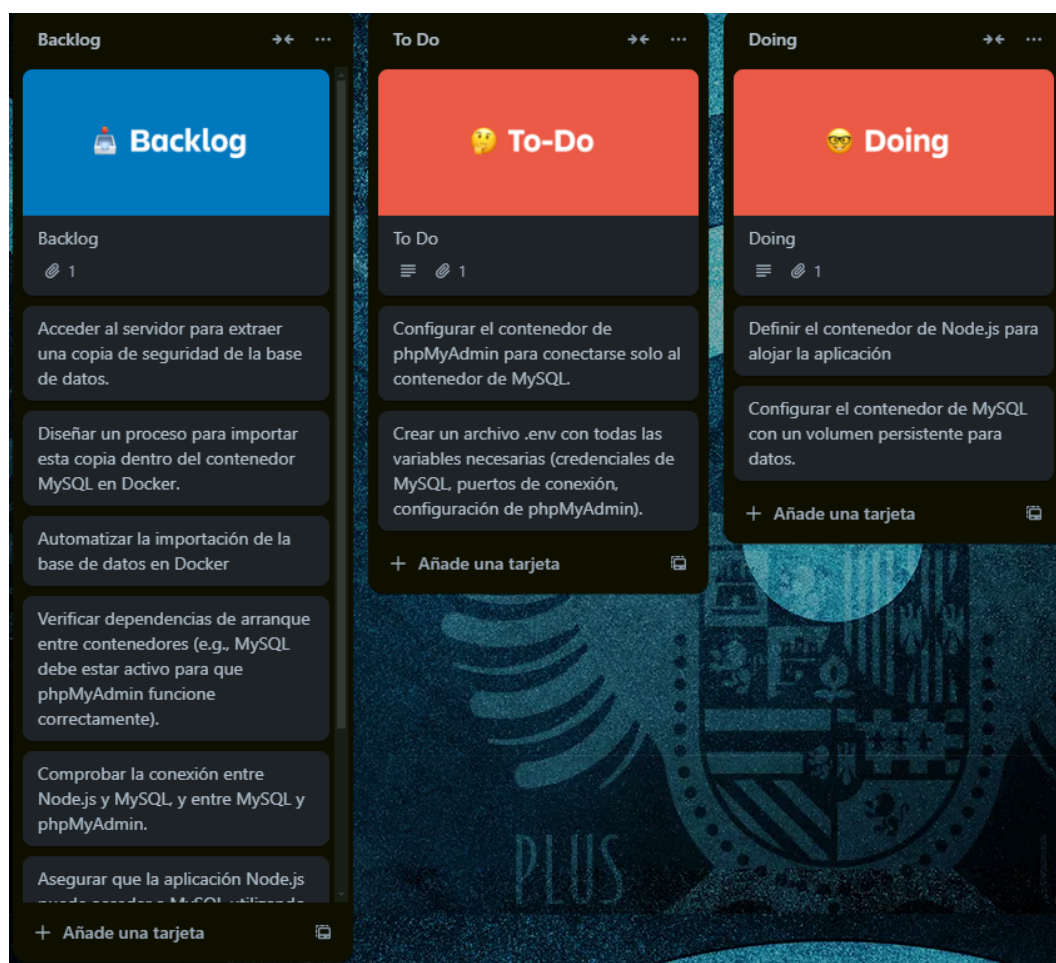 Backlog
Backlog
Backlog
1
Acceder al servidor para extraer
una copia de seguridad de la base
de datos.
Diseñar un proceso para importar
esta copia dentro del contenedor
MySQL en Docker.
Automatizar la importación de la
base de datos en Docker
Verificar dependencias de arranque
entre contenedores (e.g., MySQL
debe estar activo para que
phpMyAdmin funcione
correctamente).
Comprobar la conexión entre
Node.js y MySQL, y entre MySQL y
phpMyAdmin.
Asegurar que la aplicación Node.js
puede acceder a MySQL utilizando
+ Añade una tarjeta
To Do
To-Do
To Do
1
Configurar el contenedor de
phpMyAdmin para conectarse solo al
contenedor de MySQL.
Crear un archivo .env con todas las
variables necesarias (credenciales de
MySQL, puertos de conexión,
configuración de phpMyAdmin).
+ Añade una tarjeta
Doing
Doing
Doing
1
Definir el contenedor de Node.js para
alojar la aplicación
Configurar el contenedor de MySQL
con un volumen persistente para
datos.
+ Añade una tarjeta
PLUS